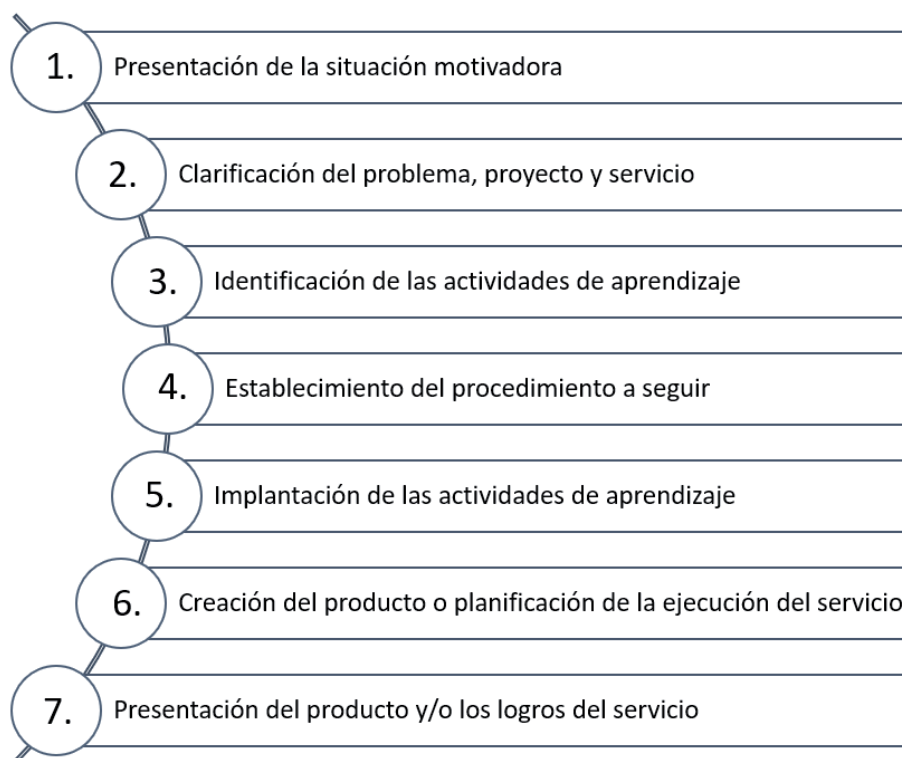 1. Presentación de la situación motivadora
2. Clarificación del problema, proyecto y servicio
3. Identificación de las actividades de aprendizaje
4. Establecimiento del procedimiento a seguir
5. Implantación de las actividades de aprendizaje
6. Creación del producto o planificación de la ejecución del servicio
7. Presentación del producto y/o los logros del servicio